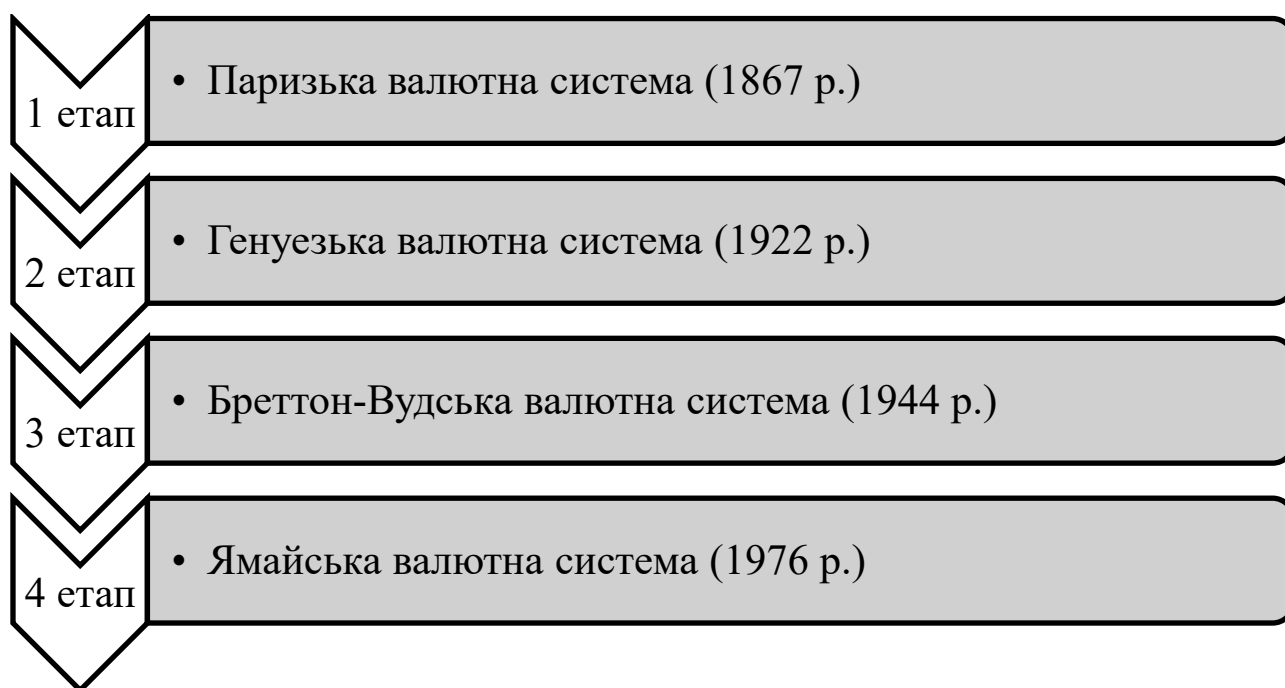 1 етап
• Паризька валютна система (1867 р.)
2 етап
• Генуезька валютна система (1922 р.)
3 етап
• Бреттон-Вудська валютна система (1944 р.)
4 етап
• Ямайська валютна система (1976 р.)